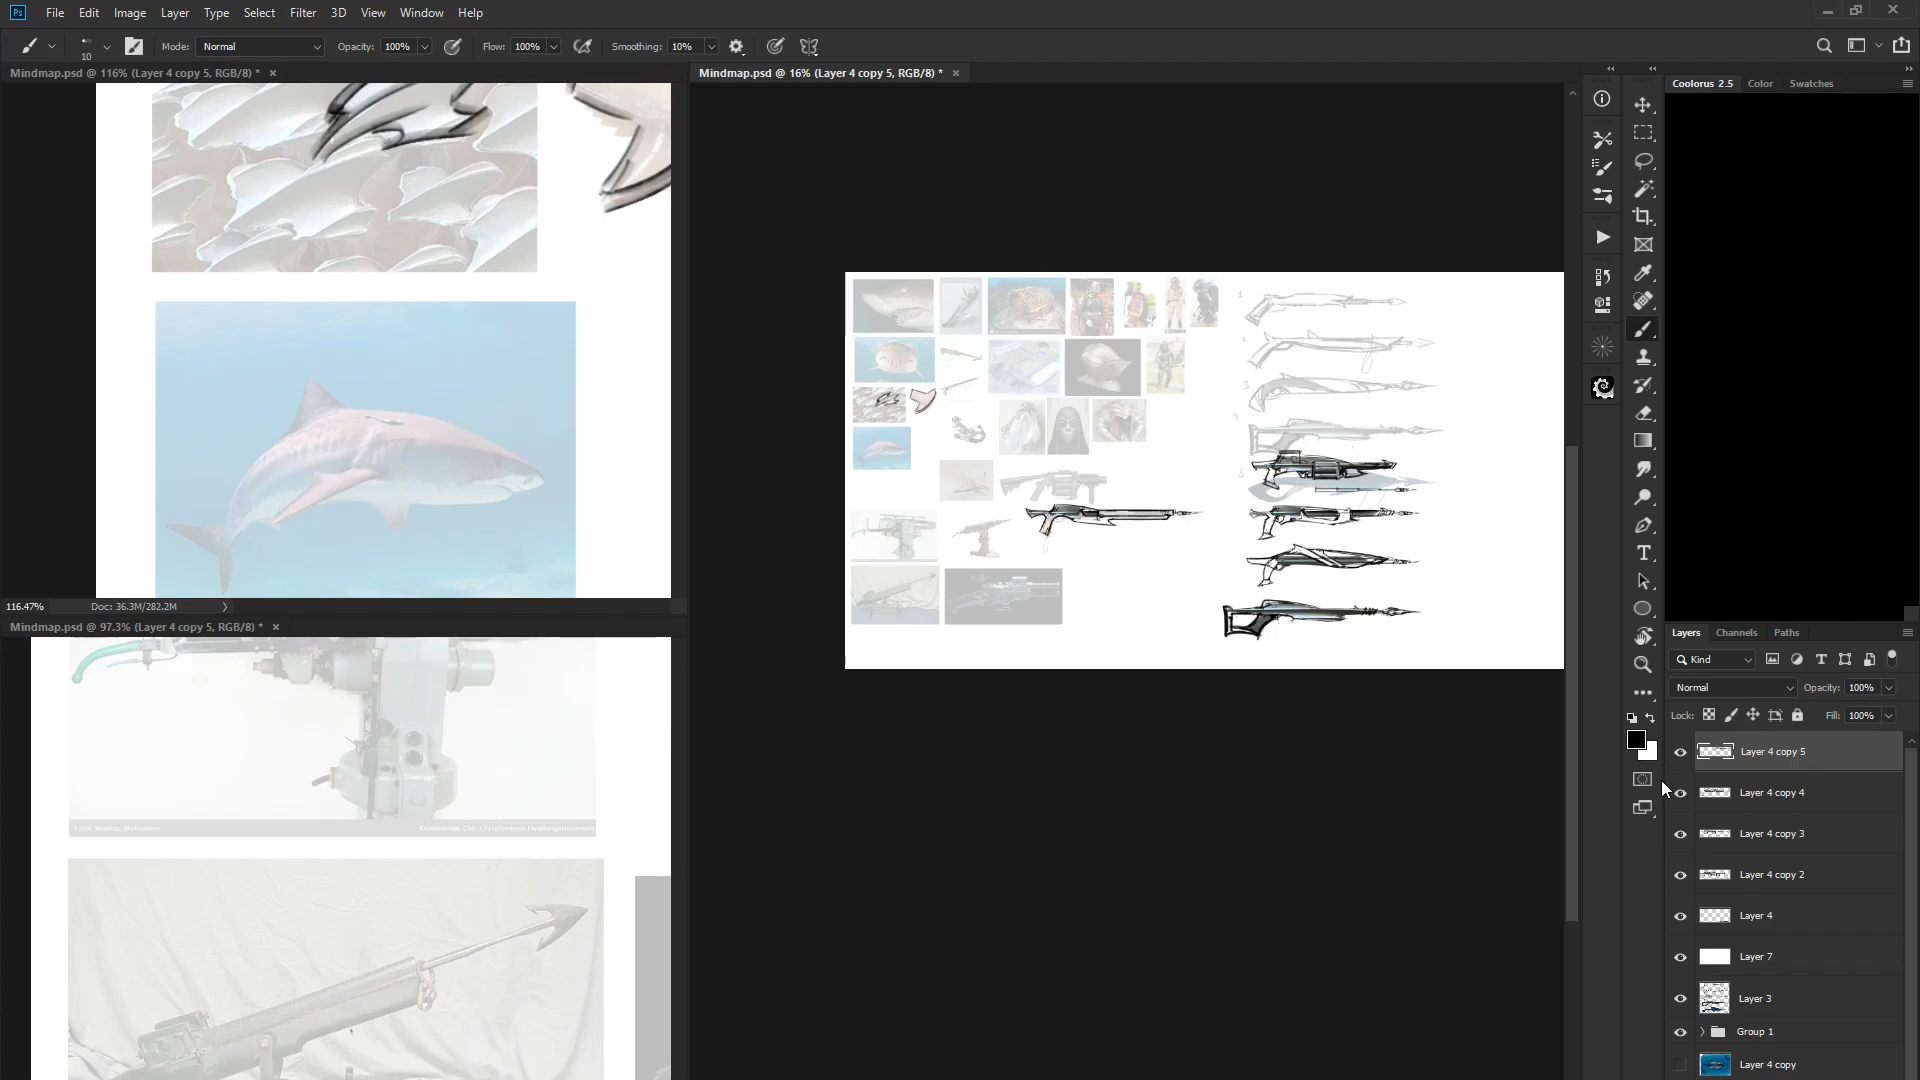 Ps File Edit Image Layer Type Select Filter 3D View Window Help
10 Mode: Normal Opacity: 100% Flow: 100% Smoothing: 10%
Mindmap.psd @ 116% (Layer 4 copy 5, RGB/8) *
Mindmap.psd @ 16% (Layer 4 copy 5, RGB/8) *
Coolorus 2.5 Color Swatches
116.47% Doc: 36.3M/282.2M
Mindmap.psd @ 97.3% (Layer 4 copy 5, RGB/8) *
Layers Channels Paths
Kind
Normal Opacity: 100%
Lock: Fill: 100%
Layer 4 copy 5
Layer 4 copy 4
Layer 4 copy 3
Layer 4 copy 2
Layer 4
Layer 7
Layer 3
Group 1
Layer 4 copy